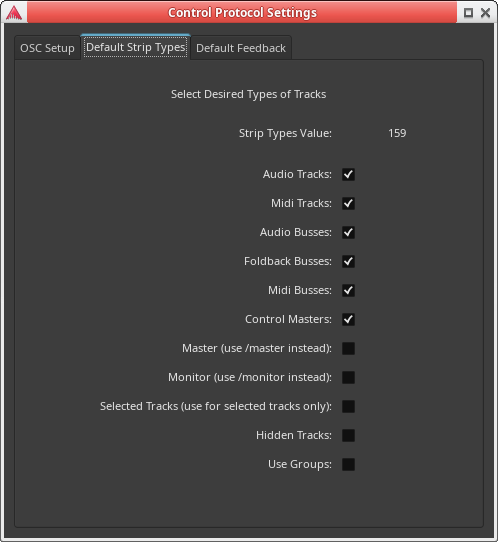 Control Protocol Settings
OSC Setup
Default Strip Types
Default Feedback
Select Desired Types of Tracks
Strip Types Value: 159
Audio Tracks:
Midi Tracks:
Audio Busses:
Foldback Busses:
Midi Busses:
Control Masters:
Master (use /master instead):
Monitor (use /monitor instead):
Selected Tracks (use for selected tracks only):
Hidden Tracks:
Use Groups: